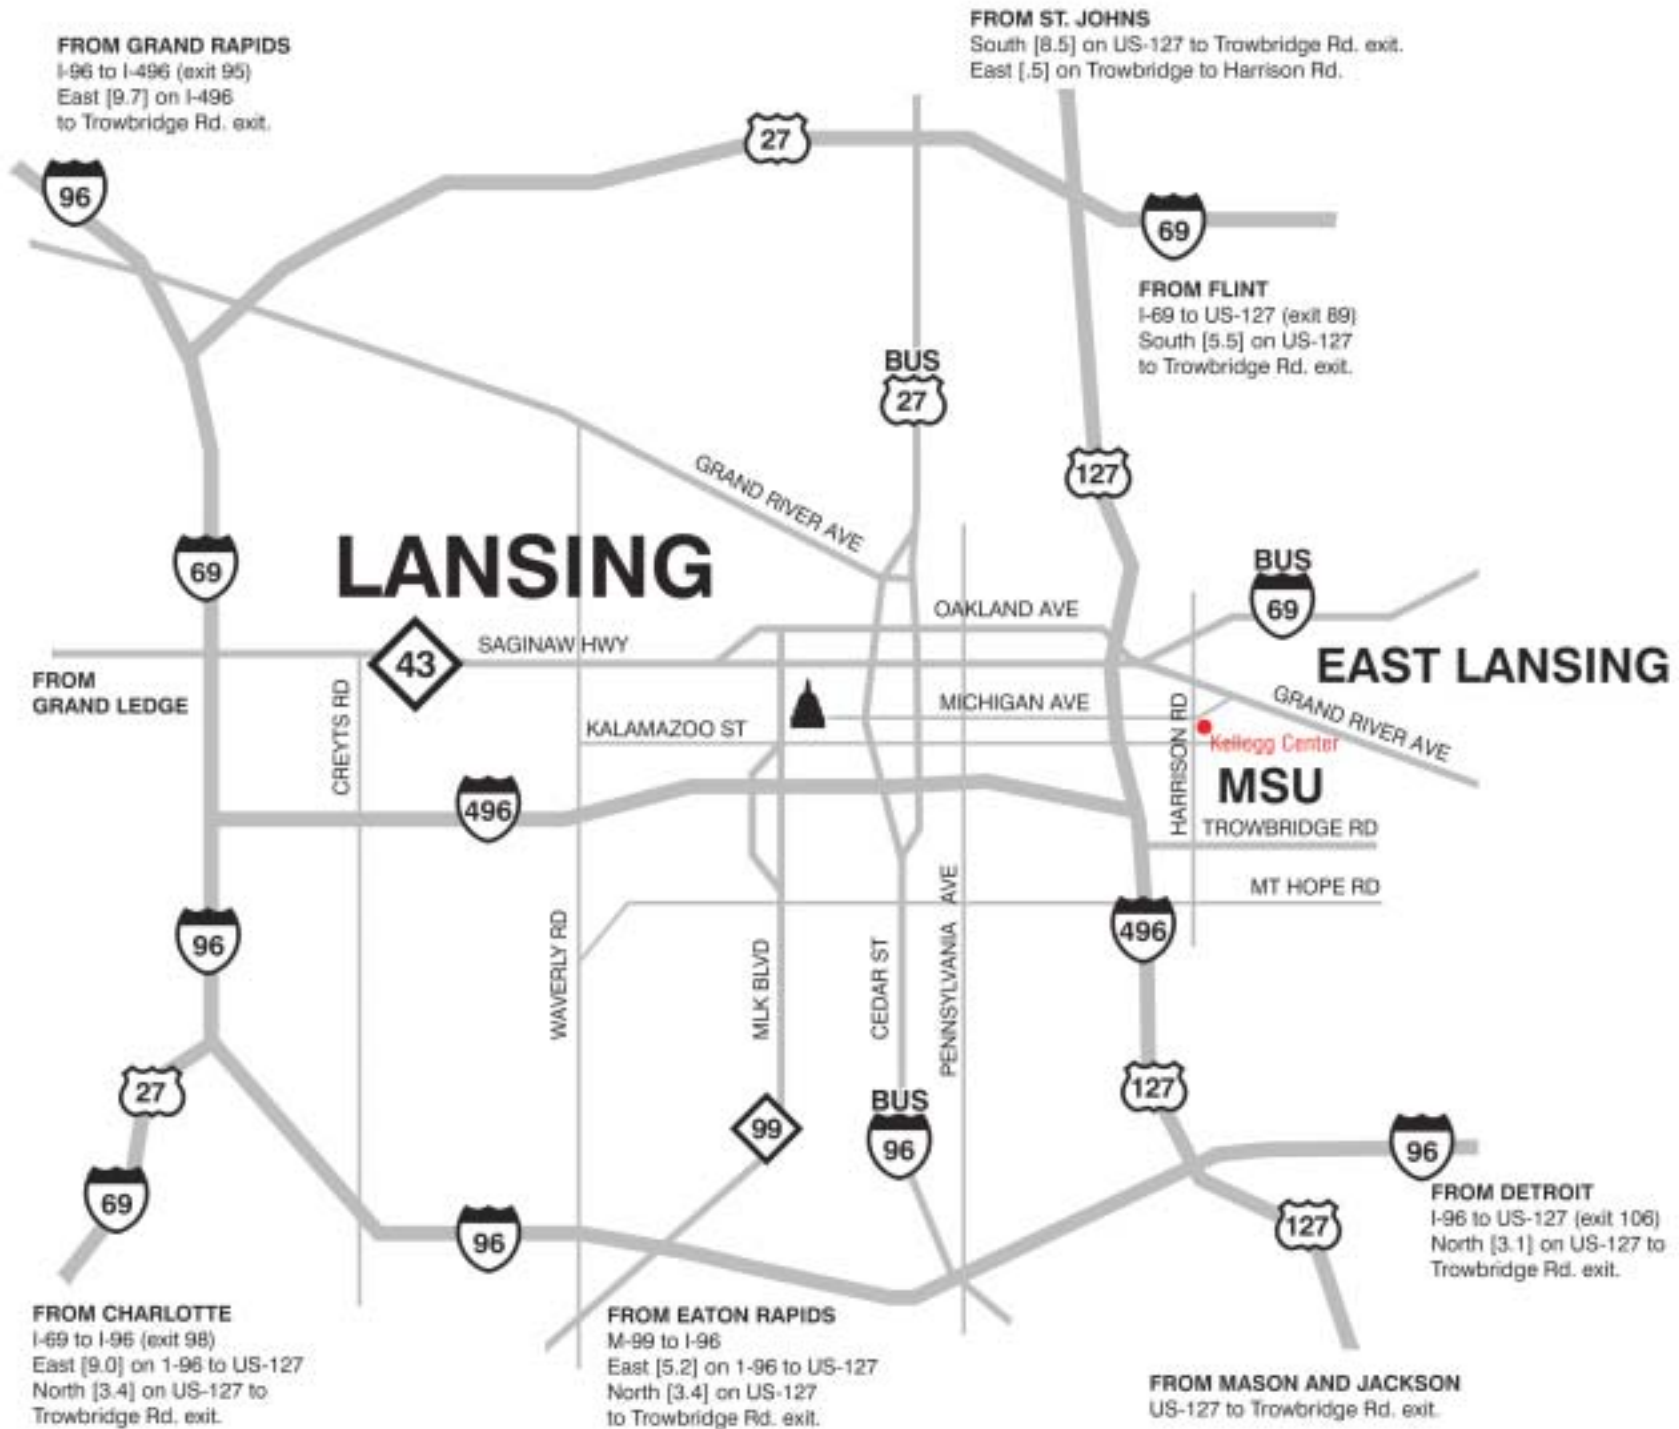 FROM GRAND RAPIDS
I-96 to I-496 (exit 95)
East [9.7] on I-496
to Trowbridge Rd. exit.
FROM ST. JOHNS
South [8.5] on US-127 to Trowbridge Rd. exit.
East [.5] on Trowbridge to Harrison Rd.
27
96
69
FROM FLINT
I-69 to US-127 (exit 89)
South [5.5] on US-127
to Trowbridge Rd. exit.
BUS
27
127
GRAND RIVER AVE
LANSING
69
BUS
69
OAKLAND AVE
SAGINAW HWY
43
EAST LANSING
FROM
GRAND LEDGE
CREYTS RD
MICHIGAN AVE
KALAMAZOO ST
HARRISON RD
GRAND RIVER AVE
Kellogg Center
MSU
496
TROWBRIDGE RD
MT HOPE RD
96
496
WAVERLY RD
MLK BLVD
CEDAR ST
PENNSYLVANIA AVE
27
127
99
BUS
96
96
69
96
127
FROM DETROIT
I-96 to US-127 (exit 106)
North [3.1] on US-127 to
Trowbridge Rd. exit.
FROM CHARLOTTE
I-69 to I-96 (exit 98)
East [9.0] on 1-96 to US-127
North [3.4] on US-127 to
Trowbridge Rd. exit.
FROM EATON RAPIDS
M-99 to I-96
East [5.2] on 1-96 to US-127
North [3.4] on US-127
to Trowbridge Rd. exit.
FROM MASON AND JACKSON
US-127 to Trowbridge Rd. exit.